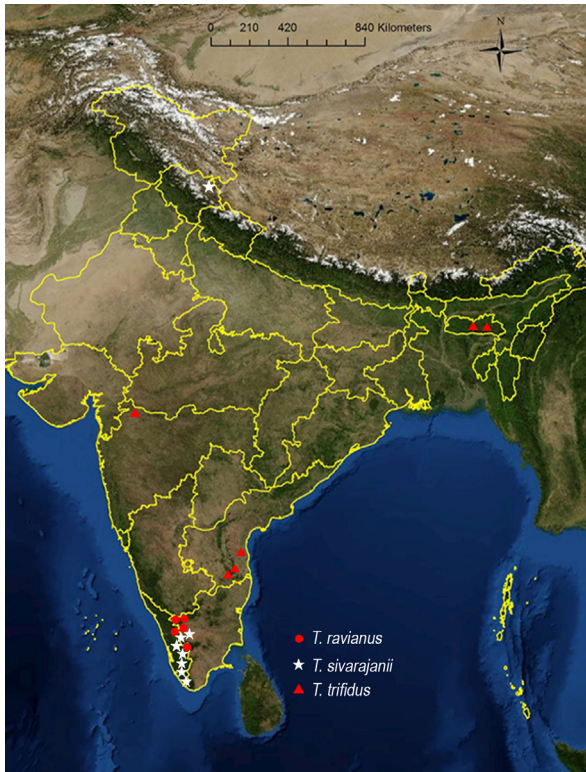 N
0 210 420 840 Kilometers
T. ravianus
T. sivarajanii
T. trifidus